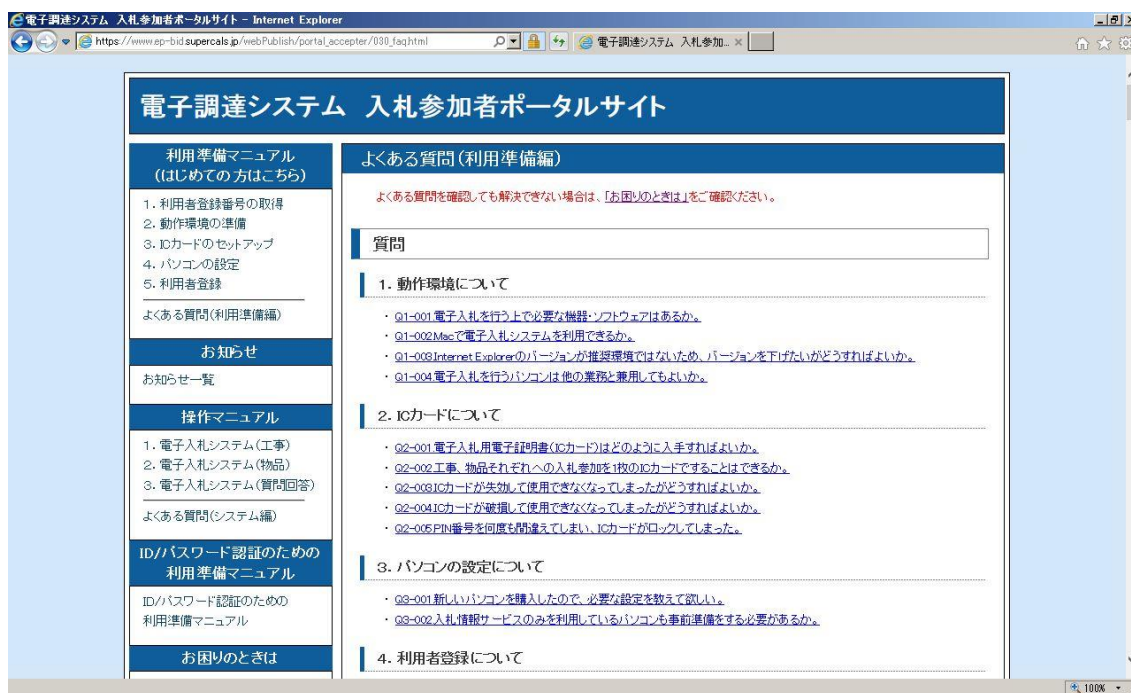 電子調達システム 入札参加者ポータルサイト - Internet Explorer
https://www.ep-bid.supercals.jp/webPublish/portal_accepter/030_faq.html
電子調達システム 入札参加...
電子調達システム 入札参加者ポータルサイト
利用準備マニュアル
(はじめての方はこちら)
1. 利用者登録番号の取得
2. 動作環境の準備
3. ICカードのセットアップ
4. パソコンの設定
5. 利用者登録
よくある質問(利用準備編)
お知らせ
お知らせ一覧
操作マニュアル
1. 電子入札システム(工事)
2. 電子入札システム(物品)
3. 電子入札システム(質問回答)
よくある質問(システム編)
ID/パスワード認証のための
利用準備マニュアル
ID/パスワード認証のための
利用準備マニュアル
お困りのときは
よくある質問(利用準備編)
よくある質問を確認しても解決できない場合は、「お困りのときは」をご確認ください。
質問
1. 動作環境について
・ Q1-001電子入札を行う上で必要な機器・ソフトウェアはあるか。
・ Q1-002Macで電子入札システムを利用できるか。
・ Q1-003Internet Explorerのバージョンが推奨環境ではないため、バージョンを下げたいがどうすればよいか。
・ Q1-004電子入札を行うパソコンは他の業務と兼用してもよいか。
2. ICカードについて
・ Q2-001電子入札用電子証明書(ICカード)はどのように入手すればよいか。
・ Q2-002工事、物品それぞれへの入札参加を1枚のICカードですることはできるか。
・ Q2-003ICカードが失効して使用できなくなってしまったがどうすればよいか。
・ Q2-004ICカードが破損して使用できなくなってしまったがどうすればよいか。
・ Q2-005PIN番号を何度も間違えてしまい、ICカードがロックしてしまった。
3. パソコンの設定について
・ Q3-001新しいパソコンを購入したので、必要な設定を教えて欲しい。
・ Q3-002入札情報サービスのみを利用しているパソコンも事前準備をする必要があるか。
4. 利用者登録について
100%